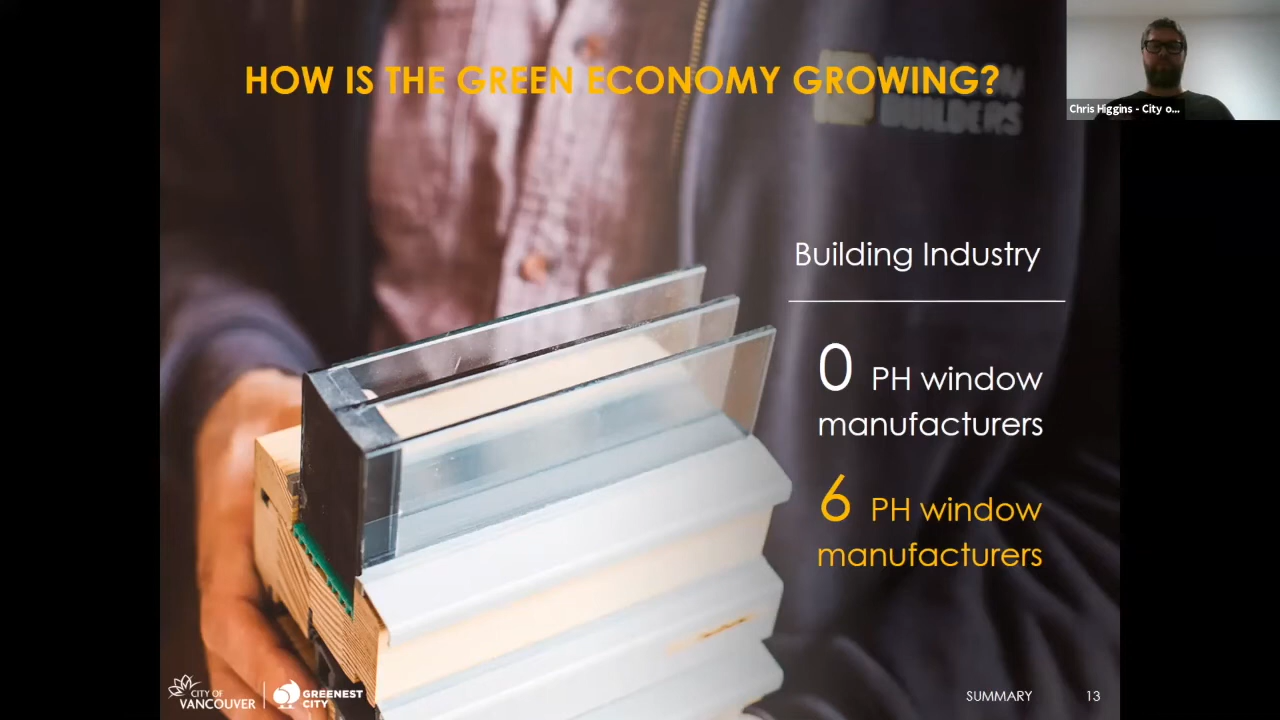 HOW IS THE GREEN ECONOMY GROWING?
BUILDERS
Chris Higgins - City o...
Building Industry
0 PH window
manufacturers
6 PH window
manufacturers
CITY OF
VANCOUVER
GREENEST
CITY
SUMMARY
13